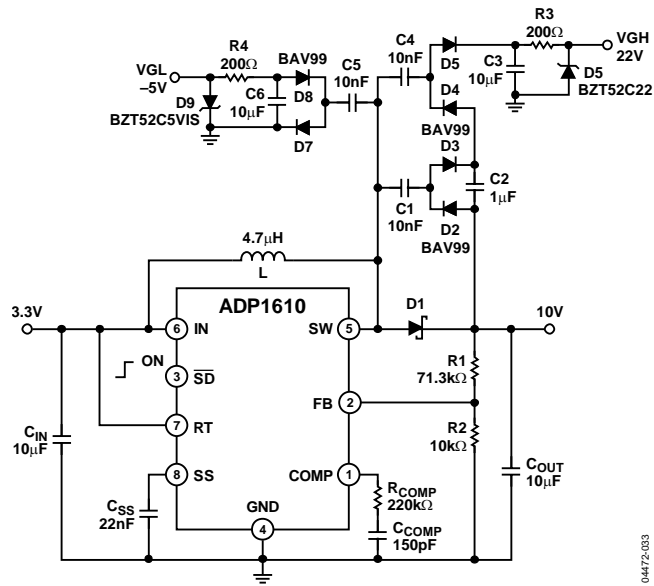 R4
200Ω
BAV99
C5
10nF
C4
10nF
R3
200Ω
VGH
22V
VGL
–5V
D9
BZT52C5VIS
C6
10μF
D8
D7
D5
C3
10μF
D5
BZT52C22
D4
BAV99
D3
C2
1μF
C1
10nF
D2
BAV99
4.7μH
L
ADP1610
3.3V
6
IN
SW
5
D1
10V
ON
3
SD
FB
2
R1
71.3kΩ
7
RT
R2
10kΩ
CIN
10μF
8
SS
COMP
1
CSS
22nF
GND
4
RCOMP
220kΩ
CCOMP
150pF
COUT
10μF
04472-033